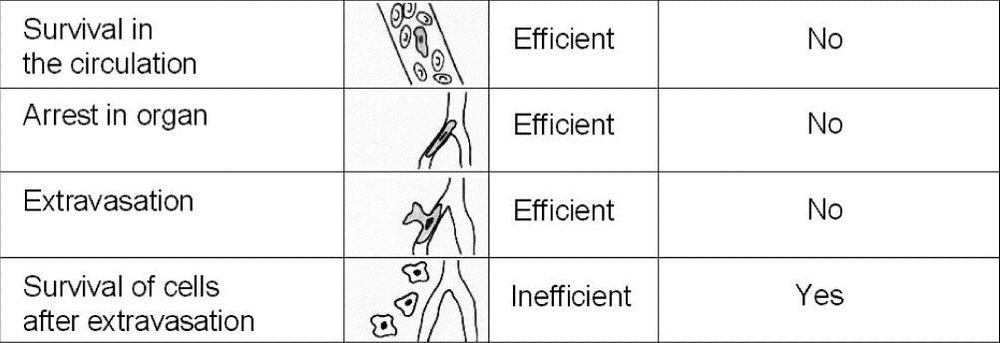 Survival in
the circulation
Efficient
No
Arrest in organ
Efficient
No
Extravasation
Efficient
No
Survival of cells
after extravasation
Inefficient
Yes